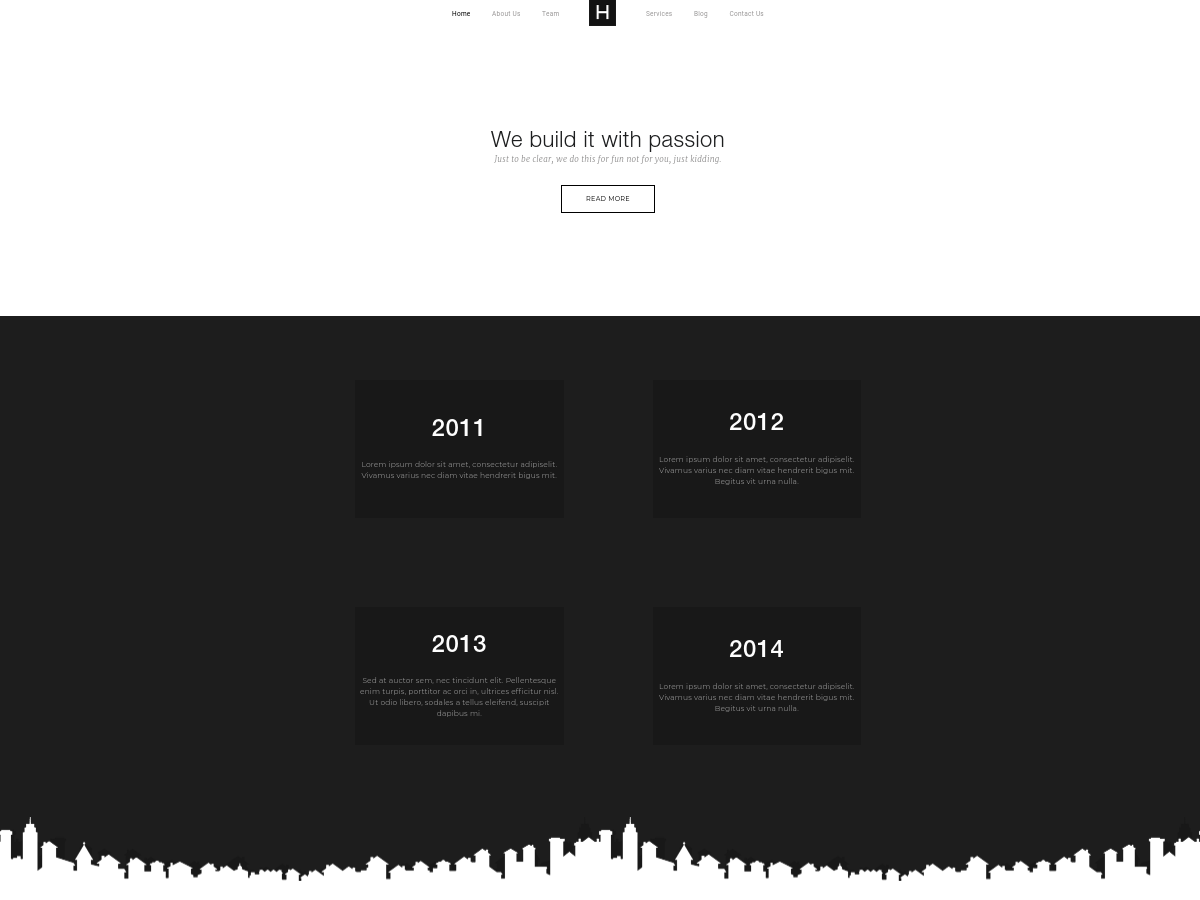 Home About Us Team H Services Blog Contact Us
We build it with passion
Just to be clear, we do this for fun not for you, just kidding.
READ MORE
2011
Lorem ipsum dolor sit amet, consectetur adipiselit.
Vivamus varius nec diam vitae hendrerit bigus mit.
2012
Lorem ipsum dolor sit amet, consectetur adipiselit.
Vivamus varius nec diam vitae hendrerit bigus mit.
Begitus vit urna nulla.
2013
Sed at auctor sem, nec tincidunt elit. Pellentesque
enim turpis, porttitor ac orci in, ultrices efficitur nisl.
Ut odio libero, sodales a tellus eleifend, suscipit
dapibus mi.
2014
Lorem ipsum dolor sit amet, consectetur adipiselit.
Vivamus varius nec diam vitae hendrerit bigus mit.
Begitus vit urna nulla.